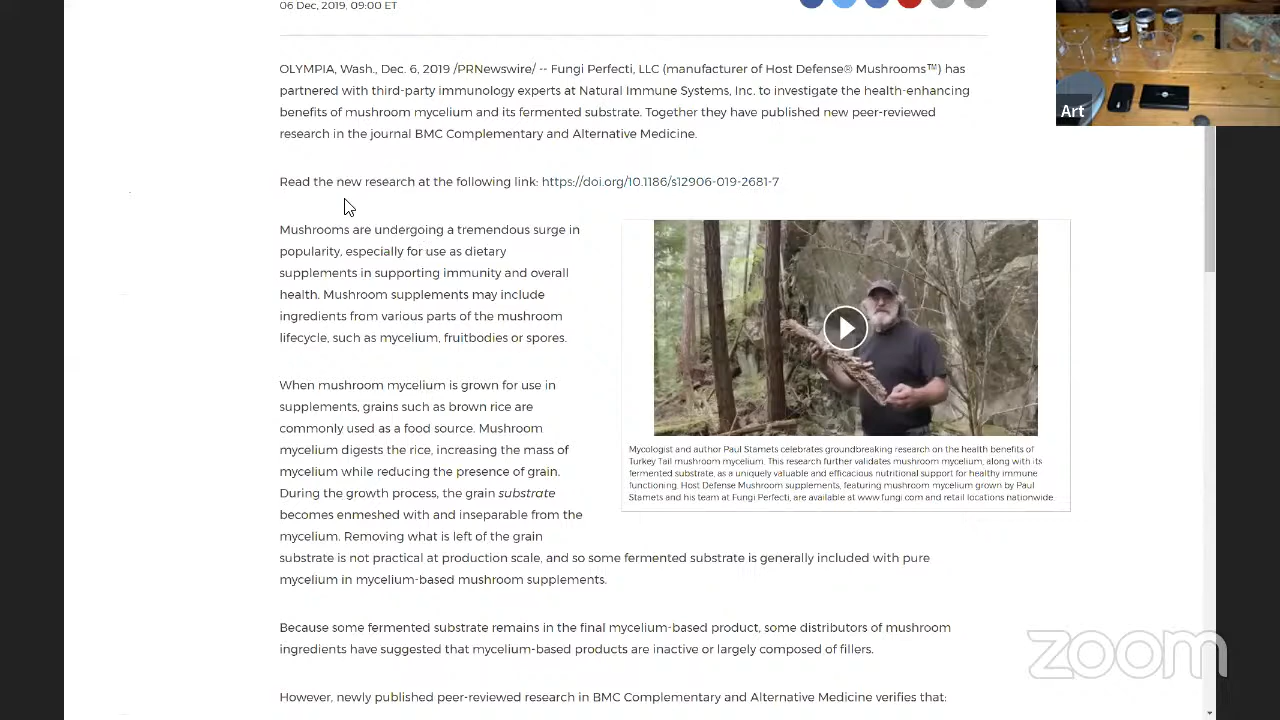 06 Dec, 2019, 09:00 ET
Art
OLYMPIA, Wash., Dec. 6, 2019 /PRNewswire/ -- Fungi Perfecti, LLC (manufacturer of Host Defense® Mushrooms™) has
partnered with third-party immunology experts at Natural Immune Systems, Inc. to investigate the health-enhancing
benefits of mushroom mycelium and its fermented substrate. Together they have published new peer-reviewed
research in the journal BMC Complementary and Alternative Medicine.
Read the new research at the following link: https://doi.org/10.1186/s12906-019-2681-7
Mushrooms are undergoing a tremendous surge in
popularity, especially for use as dietary
supplements in supporting immunity and overall
health. Mushroom supplements may include
ingredients from various parts of the mushroom
lifecycle, such as mycelium, fruitbodies or spores.
When mushroom mycelium is grown for use in
supplements, grains such as brown rice are
commonly used as a food source. Mushroom
mycelium digests the rice, increasing the mass of
mycelium while reducing the presence of grain.
During the growth process, the grain substrate
becomes enmeshed with and inseparable from the
mycelium. Removing what is left of the grain
substrate is not practical at production scale, and so some fermented substrate is generally included with pure
mycelium in mycelium-based mushroom supplements.
Mycologist and author Paul Stamets celebrates groundbreaking research on the health benefits of
Turkey Tail mushroom mycelium. This research further validates mushroom mycelium, along with its
fermented substrate, as a uniquely valuable and efficacious nutritional support for healthy immune
functioning. Host Defense Mushroom supplements, featuring mushroom mycelium grown by Paul
Stamets and his team at Fungi Perfecti, are available at www.fungi.com and retail locations nationwide
Because some fermented substrate remains in the final mycelium-based product, some distributors of mushroom
ingredients have suggested that mycelium-based products are inactive or largely composed of fillers.
However, newly published peer-reviewed research in BMC Complementary and Alternative Medicine verifies that:
zoom